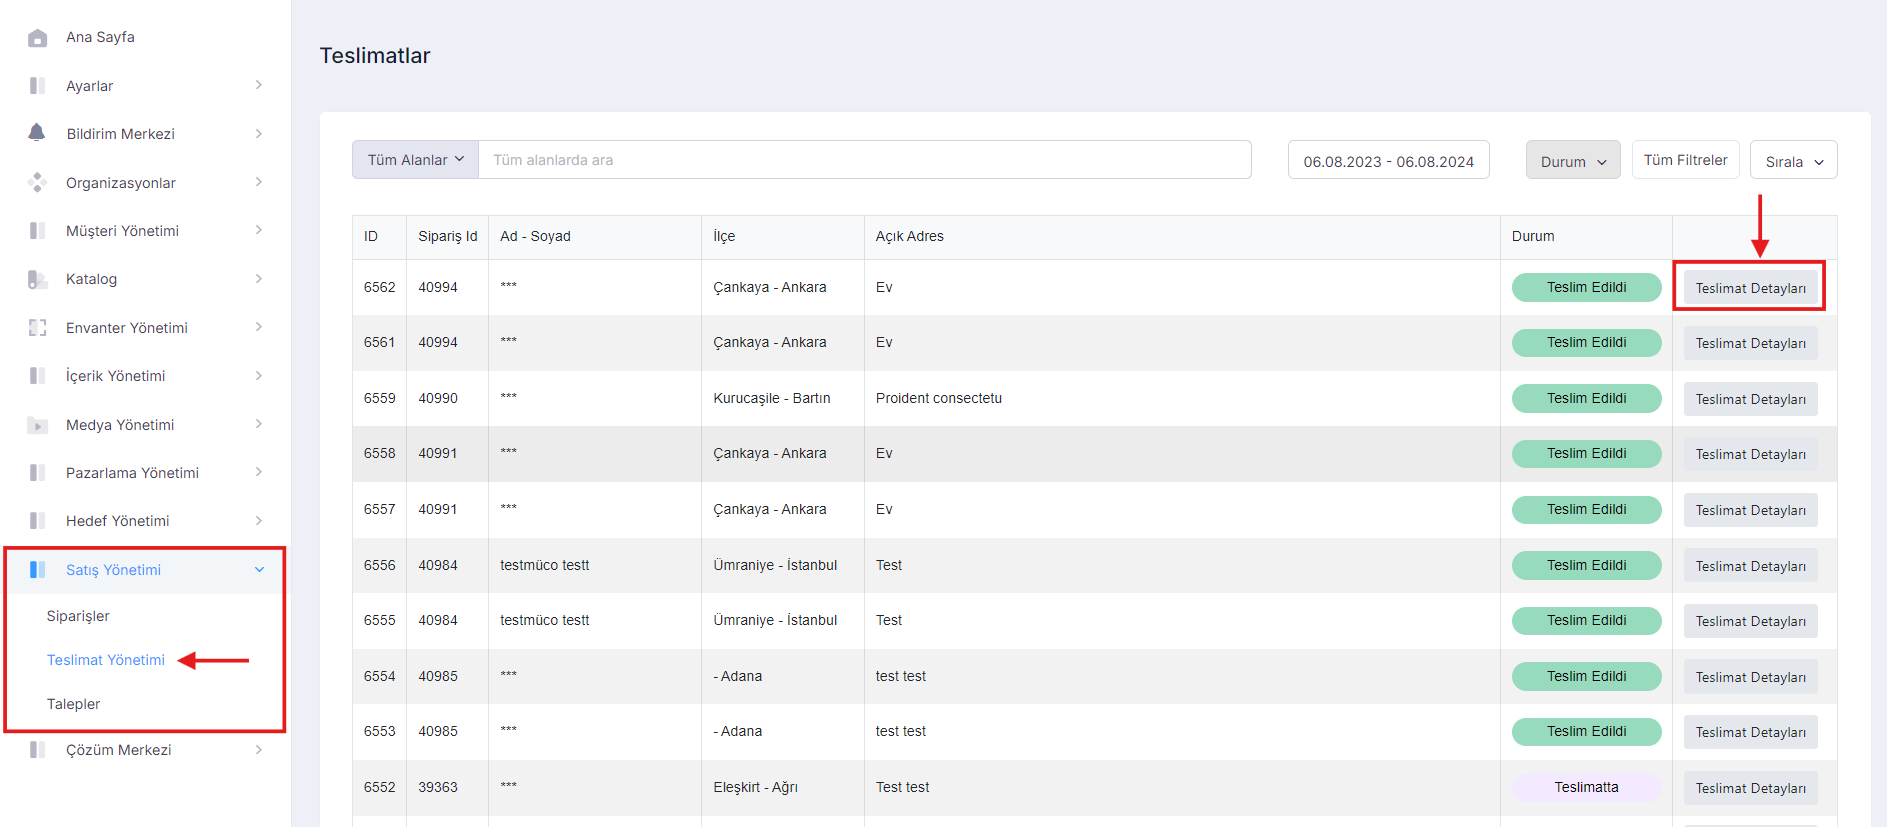 Ana Sayfa
Ayarlar
Bildirim Merkezi
Organizasyonlar
Müşteri Yönetimi
Katalog
Envanter Yönetimi
İçerik Yönetimi
Medya Yönetimi
Pazarlama Yönetimi
Hedef Yönetimi
Satış Yönetimi
Siparişler
Teslimat Yönetimi
Talepler
Çözüm Merkezi
Teslimatlar
Tüm Alanlar Tüm alanlarda ara 06.08.2023 - 06.08.2024 Durum Tüm Filtreler Sırala
ID Sipariş Id Ad - Soyad İlçe Açık Adres Durum
6562 40994 *** Çankaya - Ankara Ev Teslim Edildi Teslimat Detayları
6561 40994 *** Çankaya - Ankara Ev Teslim Edildi Teslimat Detayları
6559 40990 *** Kurucaşile - Bartın Proident consectetu Teslim Edildi Teslimat Detayları
6558 40991 *** Çankaya - Ankara Ev Teslim Edildi Teslimat Detayları
6557 40991 *** Çankaya - Ankara Ev Teslim Edildi Teslimat Detayları
6556 40984 testmüco testt Ümraniye - İstanbul Test Teslim Edildi Teslimat Detayları
6555 40984 testmüco testt Ümraniye - İstanbul Test Teslim Edildi Teslimat Detayları
6554 40985 *** - Adana test test Teslim Edildi Teslimat Detayları
6553 40985 *** - Adana test test Teslim Edildi Teslimat Detayları
6552 39363 *** Eleşkirt - Ağrı Test test Teslimatta Teslimat Detayları